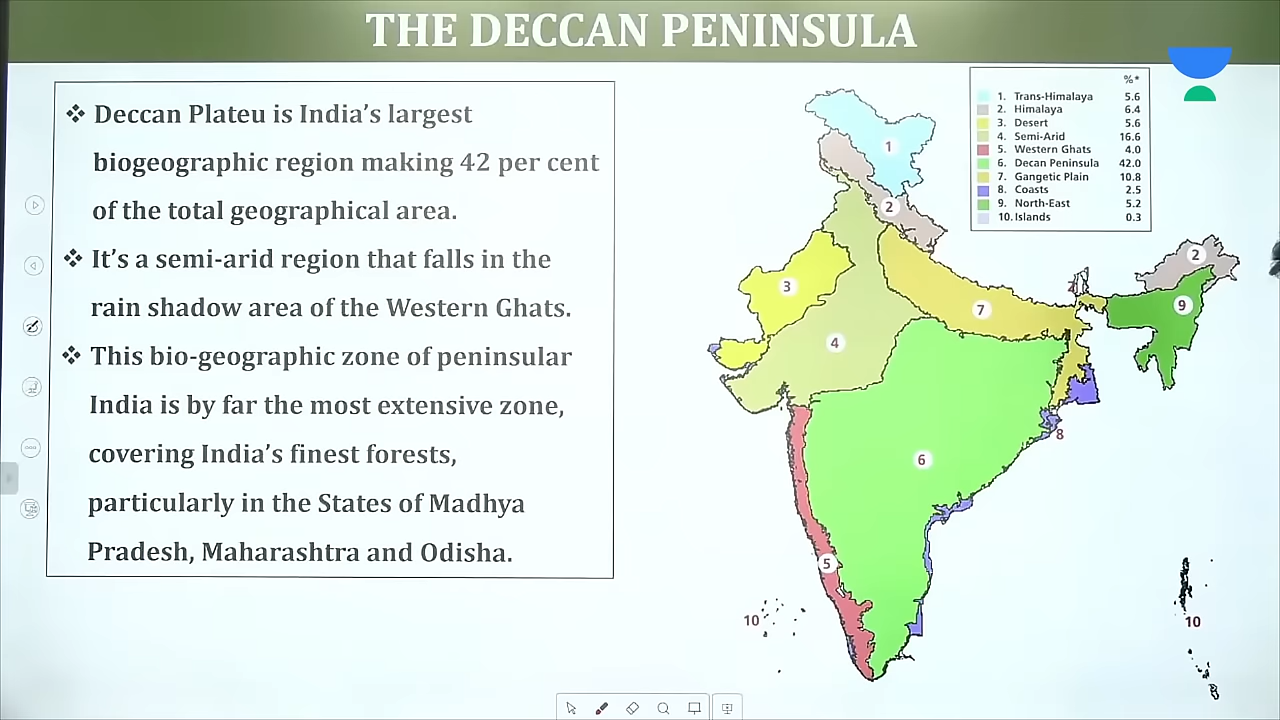 THE DECCAN PENINSULA
❖ Deccan Plateu is India's largest
biogeographic region making 42 per cent
of the total geographical area.
❖ It's a semi-arid region that falls in the
rain shadow area of the Western Ghats.
❖ This bio-geographic zone of peninsular
India is by far the most extensive zone,
covering India's finest forests,
particularly in the States of Madhya
Pradesh, Maharashtra and Odisha.
%*
1. Trans-Himalaya 5.6
2. Himalaya 6.4
3. Desert 5.6
4. Semi-Arid 16.6
5. Western Ghats 4.0
6. Decan Peninsula 42.0
7. Gangetic Plain 10.8
8. Coasts 2.5
9. North-East 5.2
10. Islands 0.3
1
2
2
3
2
9
7
4
8
6
5
10
10